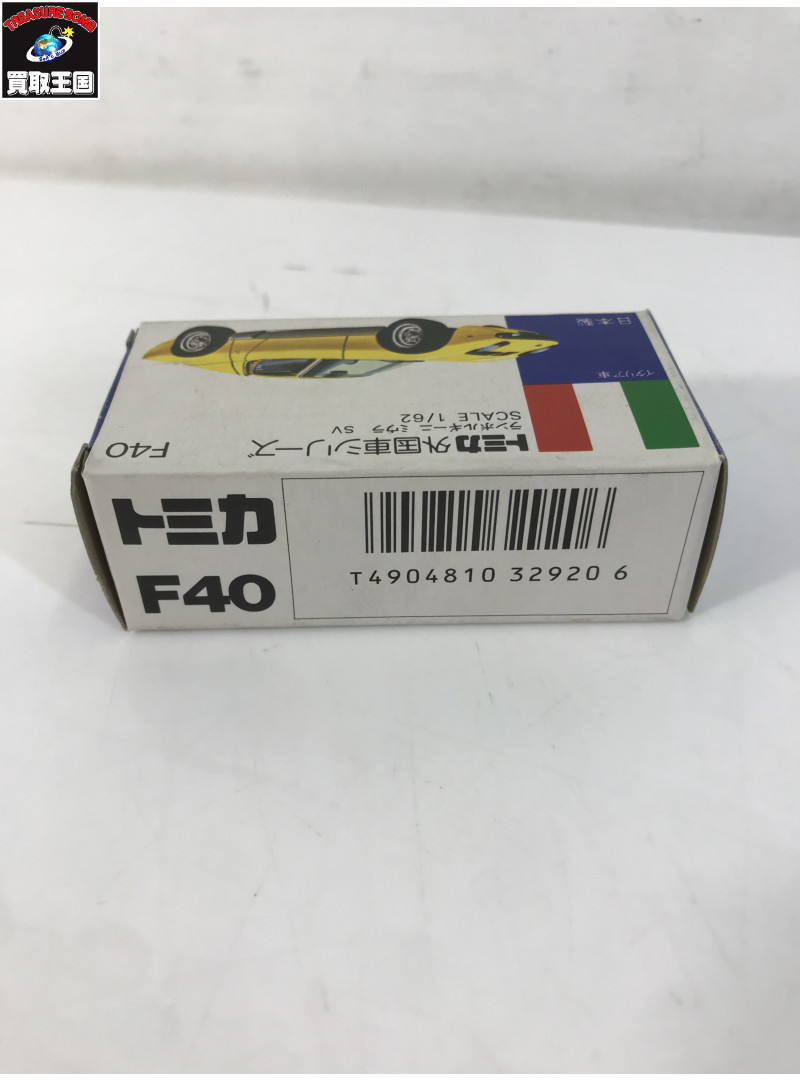 TREASURE BOMB
買取王国
日本製
イタリア車
トミカ外国車シリーズ
ランボルギーニ ミウラ SV
SCALE 1/62
F40
トミカ
F40
T4904810 32920 6